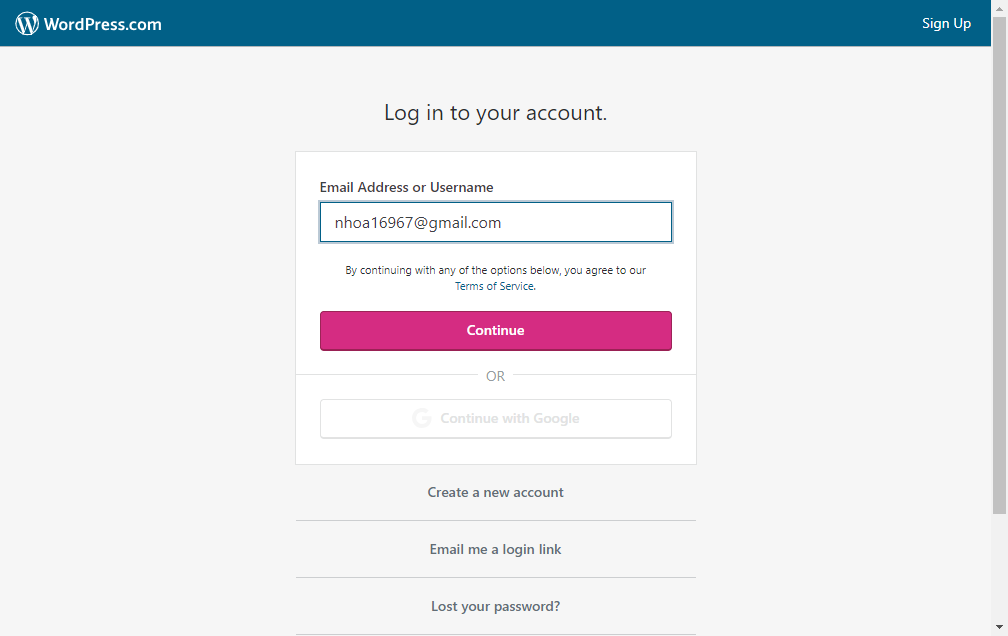 WordPress.com
Sign Up
Log in to your account.
Email Address or Username
nhoa16967@gmail.com
By continuing with any of the options below, you agree to our
Terms of Service.
Continue
OR
Continue with Google
Create a new account
Email me a login link
Lost your password?